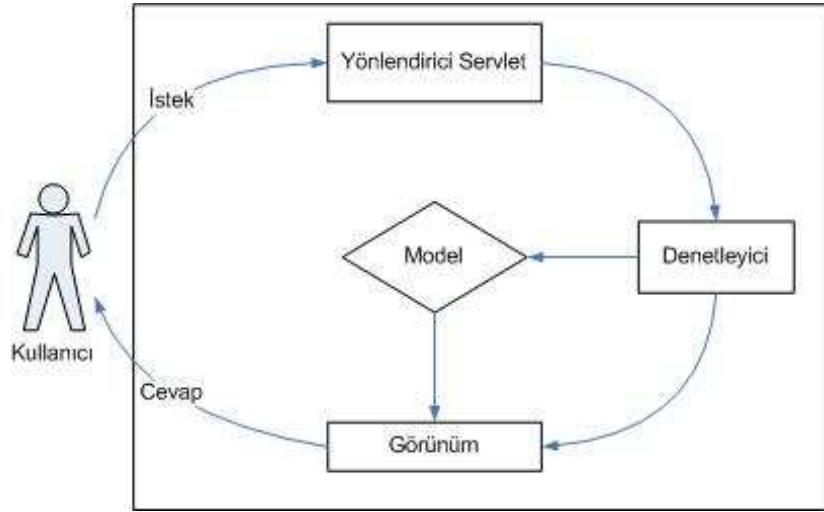 Yönlendirici Servlet
İstek
Model
Denetleyici
Kullanıcı
Cevap
Görünüm